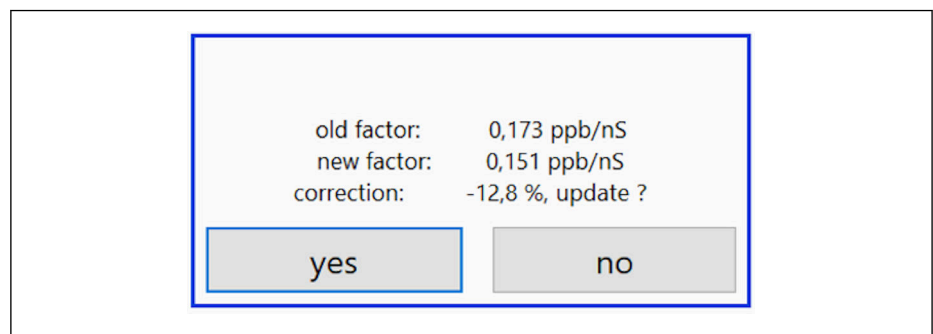 old factor: 0,173 ppb/nS
new factor: 0,151 ppb/nS
correction: -12,8 %, update ?
yes no